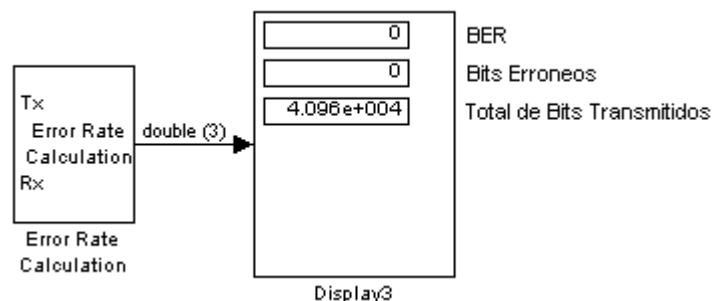 0
BER
0
Bits Erroneos
4.096e+004
Total de Bits Transmitidos
Tx
Error Rate
Calculation
Rx
double (3)
Error Rate
Calculation
Display3